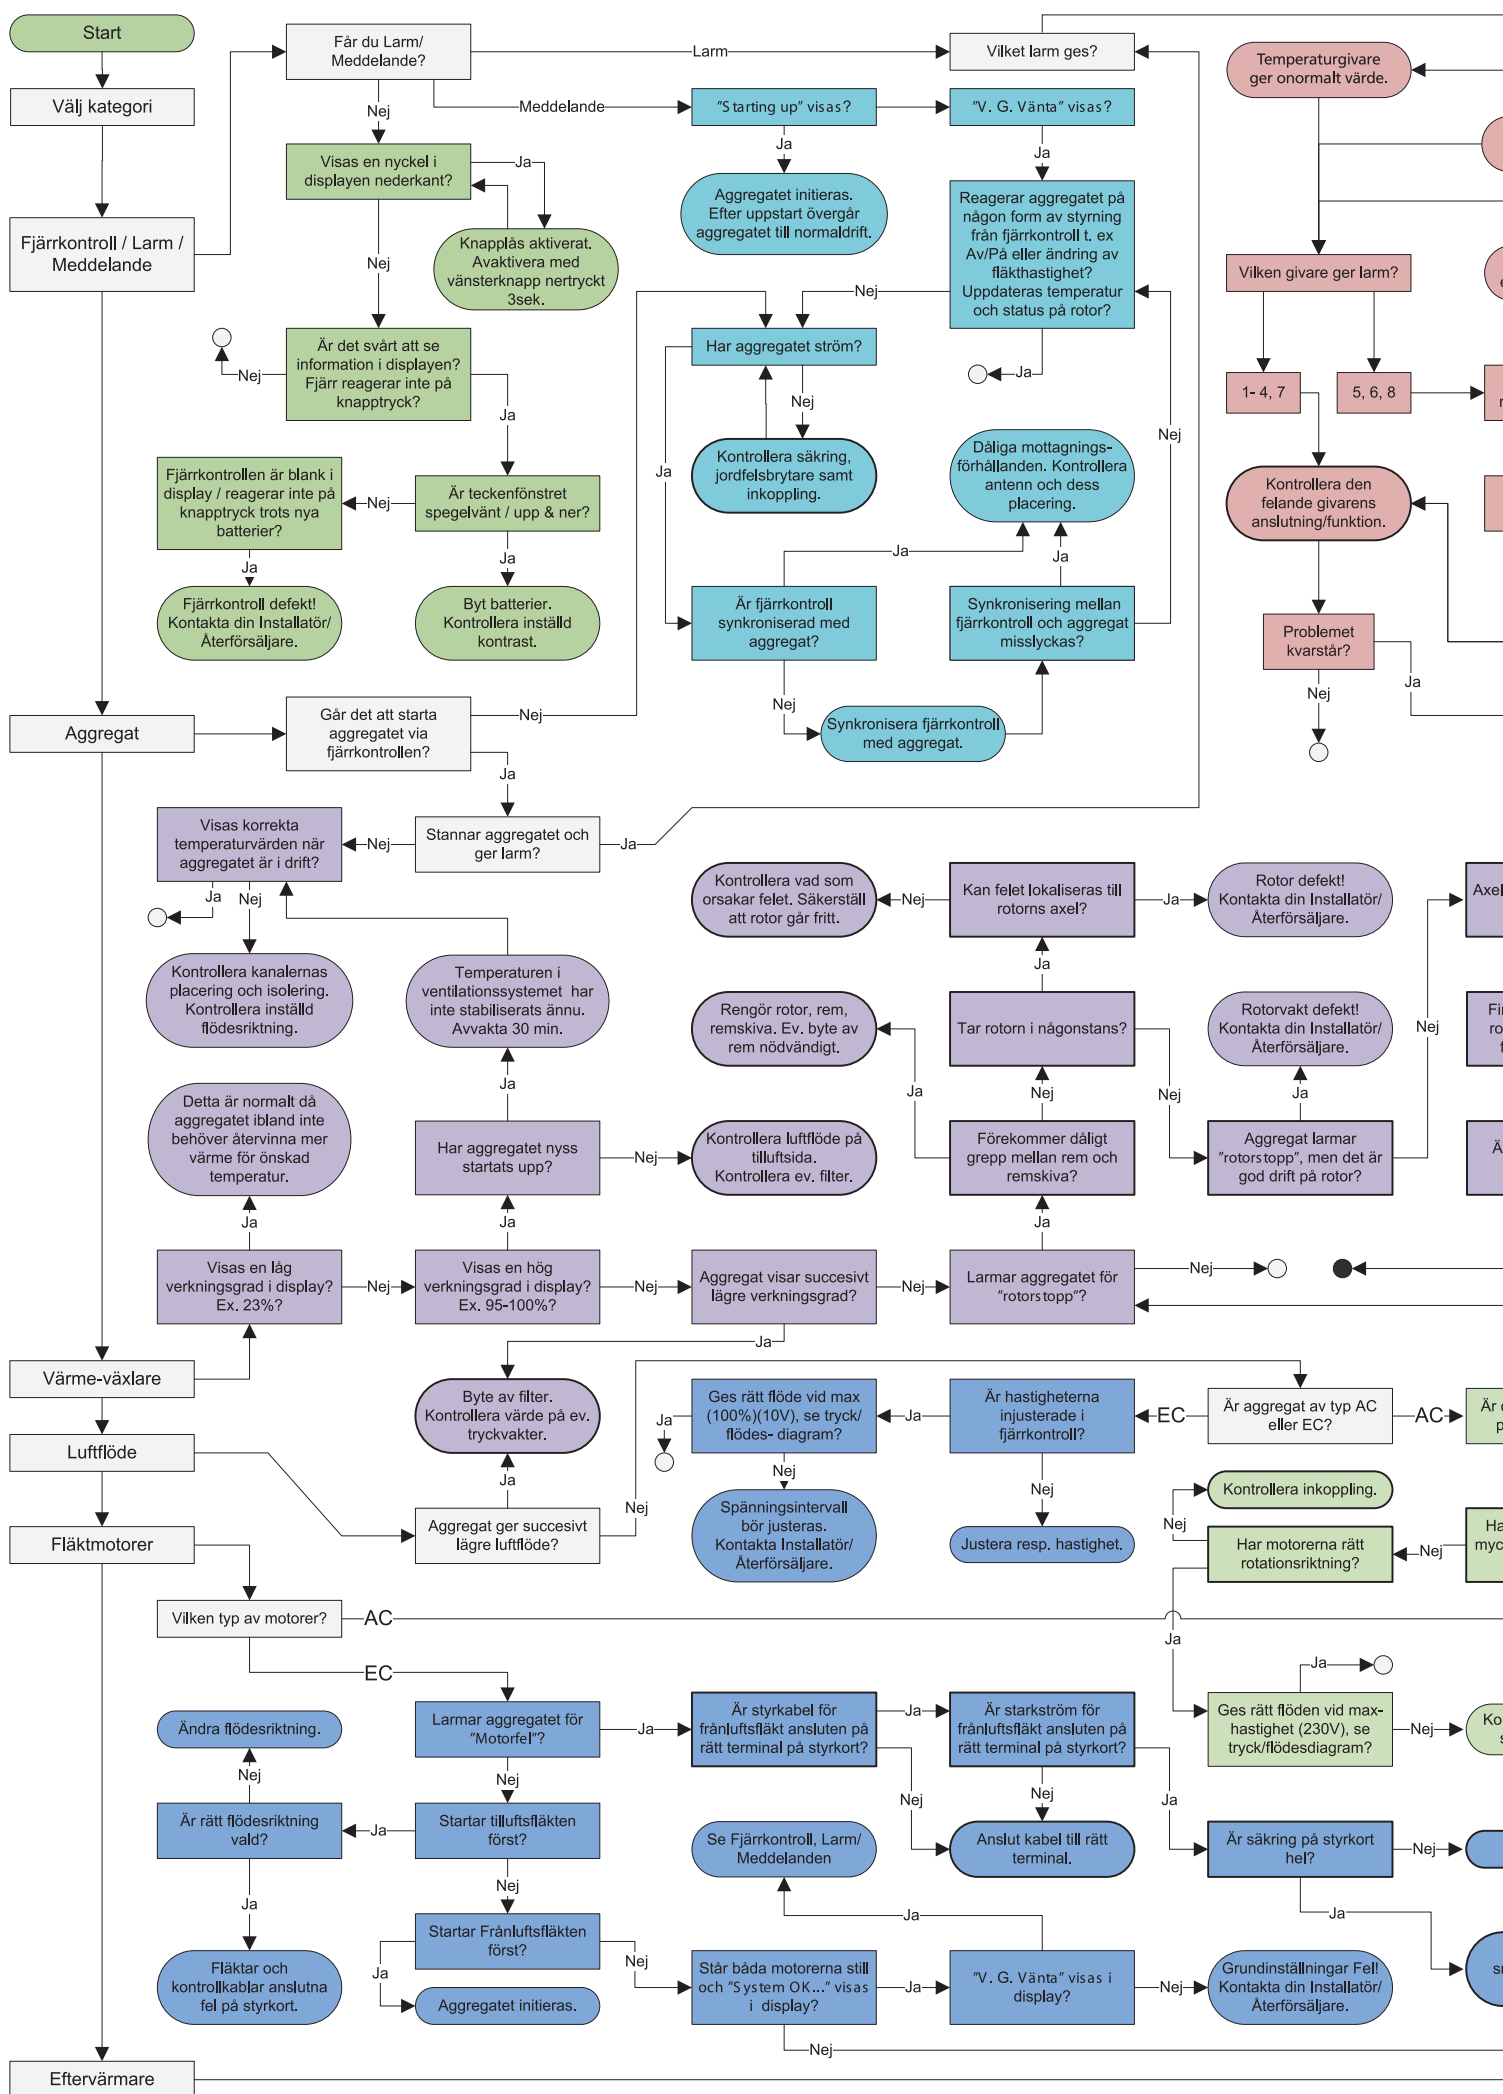 Start
Välj kategori
Fjärrkontroll / Larm /
Meddelande
Aggregat
Värme-växlare
Luftflöde
Fläktmotorer
Eftervärmare
Får du Larm/
Meddelande?
Larm
Vilket larm ges?
Nej
Meddelande
"Starting up" visas?
"V. G. Vänta" visas?
Ja
Ja
Visas en nyckel i
displayen nederkant?
Ja
Knapplås aktiverat.
Avaktivera med
vänsterknapp nertryckt
3sek.
Nej
Aggregatet initieras.
Efter uppstart övergår
aggregatet till normaldrift.
Reagerar aggregatet på
någon form av styrning
från fjärrkontroll t. ex
Av/På eller ändring av
fläkthastighet?
Uppdateras temperatur
och status på rotor?
Nej
Ja
Är det svårt att se
information i displayen?
Fjärr reagerar inte på
knapptryck?
Nej
Ja
Har aggregatet ström?
Nej
Ja
Kontrollera säkring,
jordfelsbrytare samt
inkoppling.
Dåliga mottagnings-
förhållanden. Kontrollera
antenn och dess
placering.
Nej
Fjärrkontrollen är blank i
display / reagerar inte på
knapptryck trots nya
batterier?
Nej
Är teckenfönstret
spegelvänt / upp & ner?
Ja
Ja
Fjärrkontroll defekt!
Kontakta din Installatör/
Återförsäljare.
Byt batterier.
Kontrollera inställd
kontrast.
Ja
Ja
Är fjärrkontroll
synkroniserad med
aggregat?
Synkronisering mellan
fjärrkontroll och aggregat
misslyckas?
Nej
Synkronisera fjärrkontroll
med aggregat.
Temperaturgivare
ger onormalt värde.
Vilken givare ger larm?
e
1- 4, 7
5, 6, 8
Kontrollera den
felande givarens
anslutning/funktion.
Problemet
kvarstår?
Nej
Ja
Går det att starta
aggregatet via
fjärrkontrollen?
Nej
Ja
Stannar aggregatet och
ger larm?
Nej
Ja
Visas korrekta
temperaturvärden när
aggregatet är i drift?
Ja
Nej
Kontrollera kanalernas
placering och isolering.
Kontrollera inställd
flödesriktning.
Temperaturen i
ventilationssystemet har
inte stabiliserats ännu.
Avvakta 30 min.
Ja
Kontrollera vad som
orsakar felet. Säkerställ
att rotor går fritt.
Nej
Kan felet lokaliseras till
rotorns axel?
Ja
Rotor defekt!
Kontakta din Installatör/
Återförsäljare.
Axel
Ja
Rengör rotor, rem,
remskiva. Ev. byte av
rem nödvändigt.
Tar rotorn i någonstans?
Rotorvakt defekt!
Kontakta din Installatör/
Återförsäljare.
Nej
Ja
Nej
Nej
Ja
Detta är normalt då
aggregatet ibland inte
behöver återvinna mer
värme för önskad
temperatur.
Har aggregatet nyss
startats upp?
Nej
Kontrollera luftflöde på
tilluftsida.
Kontrollera ev. filter.
Förekommer dåligt
grepp mellan rem och
remskiva?
Aggregat larmar
"rotorstopp", men det är
god drift på rotor?
Ja
Ja
Ja
Visas en låg
verkningsgrad i display?
Ex. 23%?
Nej
Visas en hög
verkningsgrad i display?
Ex. 95-100%?
Nej
Aggregat visar succesivt
lägre verkningsgrad?
Nej
Larmar aggregatet för
"rotorstopp"?
Nej
Ja
Byte av filter.
Kontrollera värde på ev.
tryckvakter.
Ja
Aggregat ger succesivt
lägre luftflöde?
Nej
Ges rätt flöde vid max
(100%)(10V), se tryck/
flödes- diagram?
Ja
Nej
Spänningsintervall
bör justeras.
Kontakta Installatör/
Återförsäljare.
Ja
Är hastigheterna
injusterade i
fjärrkontroll?
Nej
Justera resp. hastighet.
EC
Är aggregat av typ AC
eller EC?
AC
Kontrollera inkoppling.
Nej
Har motorerna rätt
rotationsriktning?
Nej
Ja
Vilken typ av motorer?
AC
EC
Ja
Ges rätt flöden vid max-
hastighet (230V), se
tryck/flödesdiagram?
Nej
Ändra flödesriktning.
Larmar aggregatet för
"Motorfel"?
Ja
Är styrkabel för
frånluftsfläkt ansluten på
rätt terminal på styrkort?
Ja
Är starkström för
frånluftsfläkt ansluten på
rätt terminal på styrkort?
Nej
Nej
Nej
Nej
Ja
Är rätt flödesriktning
vald?
Ja
Startar tilluftsfläkten
först?
Se Fjärrkontroll, Larm/
Meddelanden
Anslut kabel till rätt
terminal.
Är säkring på styrkort
hel?
Nej
Ja
Nej
Ja
Ja
Startar Frånluftsfläkten
först?
Nej
Ja
Fläktar och
kontrollkablar anslutna
fel på styrkort.
Aggregatet initieras.
Står båda motorerna still
och "System OK..." visas
i display?
Ja
"V. G. Vänta" visas i
display?
Nej
Grundinställningar Fel!
Kontakta din Installatör/
Återförsäljare.
Nej